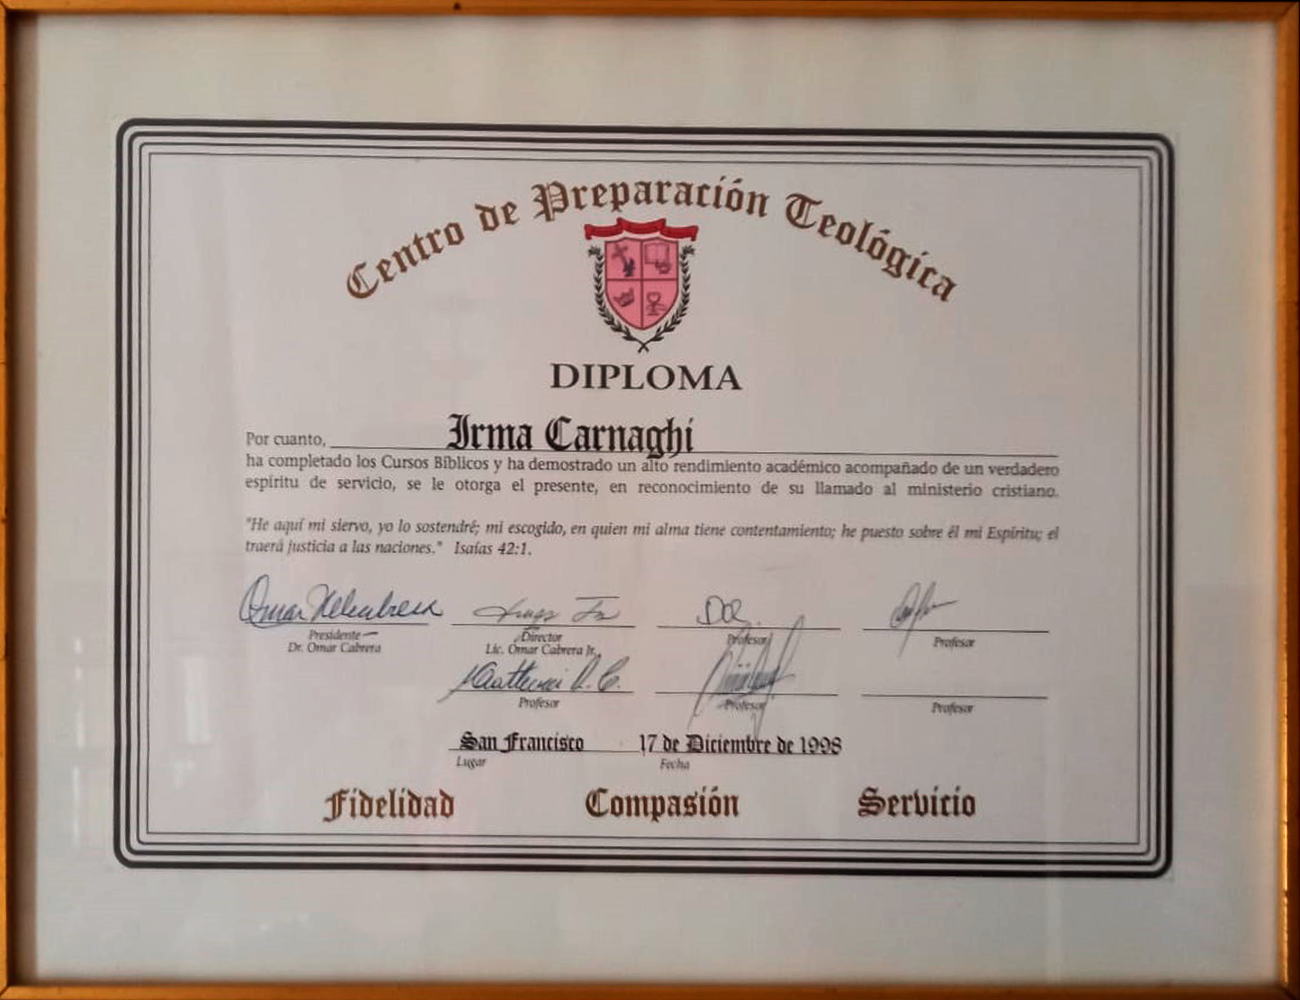 Centro de Preparación Teológica
DIPLOMA
Por cuanto, Irma Carnaghi
ha completado los Cursos Bíblicos y ha demostrado un alto rendimiento académico acompañado de un verdadero
espíritu de servicio, se le otorga el presente, en reconocimiento de su llamado al ministerio cristiano.
"He aquí mi siervo, yo lo sostendré; mi escogido, en quien mi alma tiene contentamiento; he puesto sobre él mi Espíritu; el
traerá justicia a las naciones." Isaías 42:1.
Presidente Director Profesor Profesor
Dr. Omar Cabrera Lic. Omar Cabrera Jr.
Profesor Profesor Profesor
San Francisco 17 de Diciembre de 1998
Lugar Fecha
Fidelidad Compasión Servicio